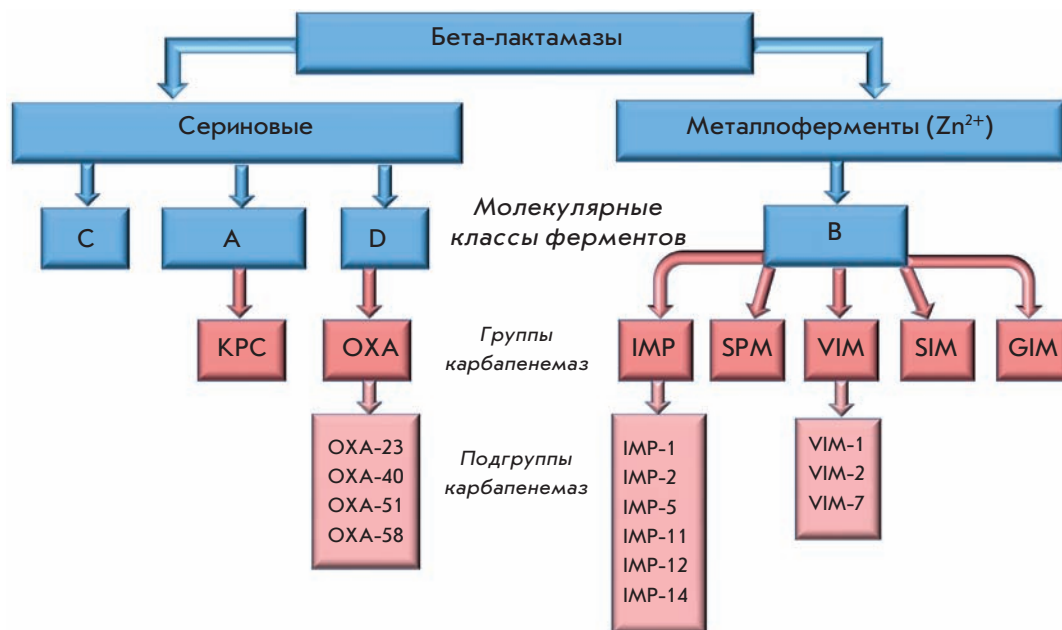 Бета-лактамазы
Сериновые
Металлоферменты (Zn²⁺)
C
A
D
Молекулярные
классы ферментов
B
KPC
OXA
Группы
карбапенемаз
IMP
SPM
VIM
SIM
GIM
OXA-23
OXA-40
OXA-51
OXA-58
Подгруппы
карбапенемаз
IMP-1
IMP-2
IMP-5
IMP-11
IMP-12
IMP-14
VIM-1
VIM-2
VIM-7